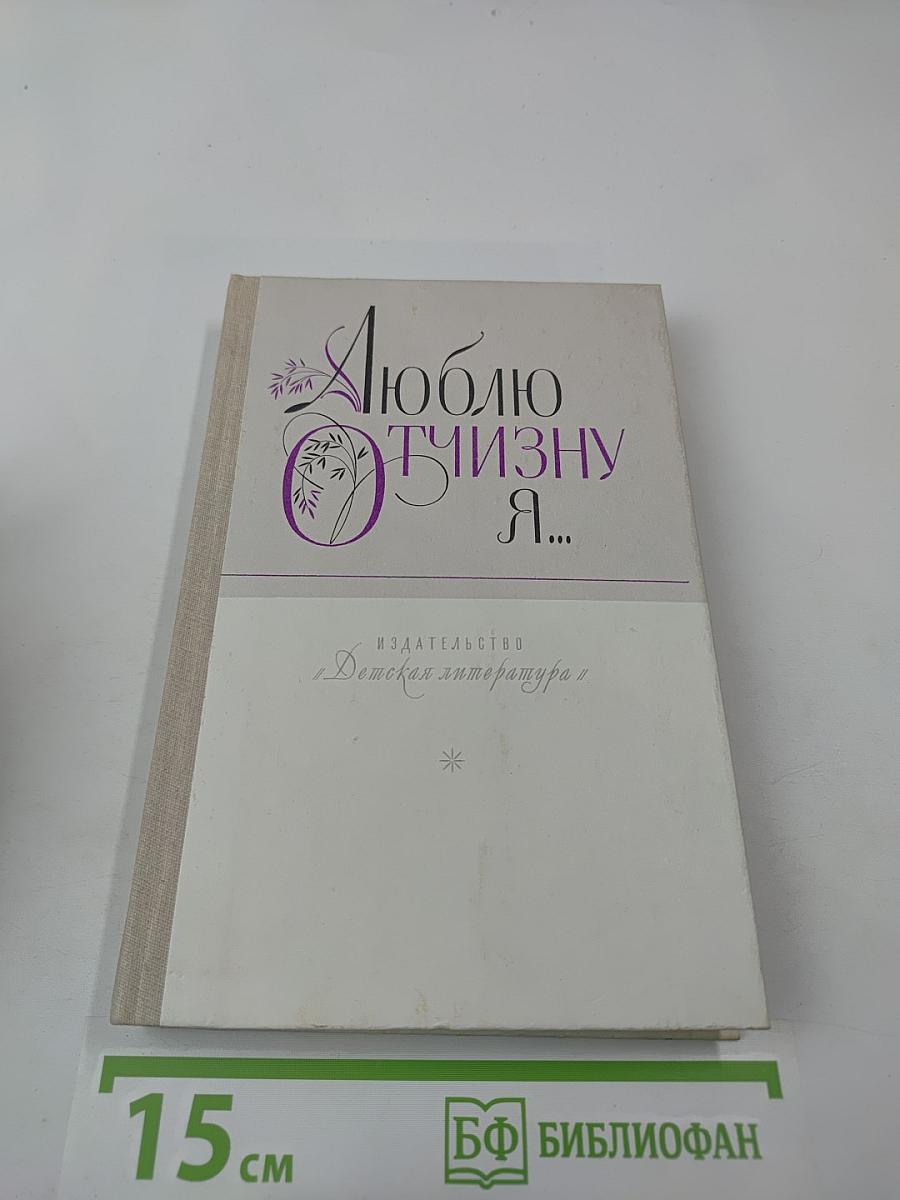 Люблю
Отчизну
я...
ИЗДАТЕЛЬСТВО
"Детская литература"
15 см
БФ БИБЛИОФАН